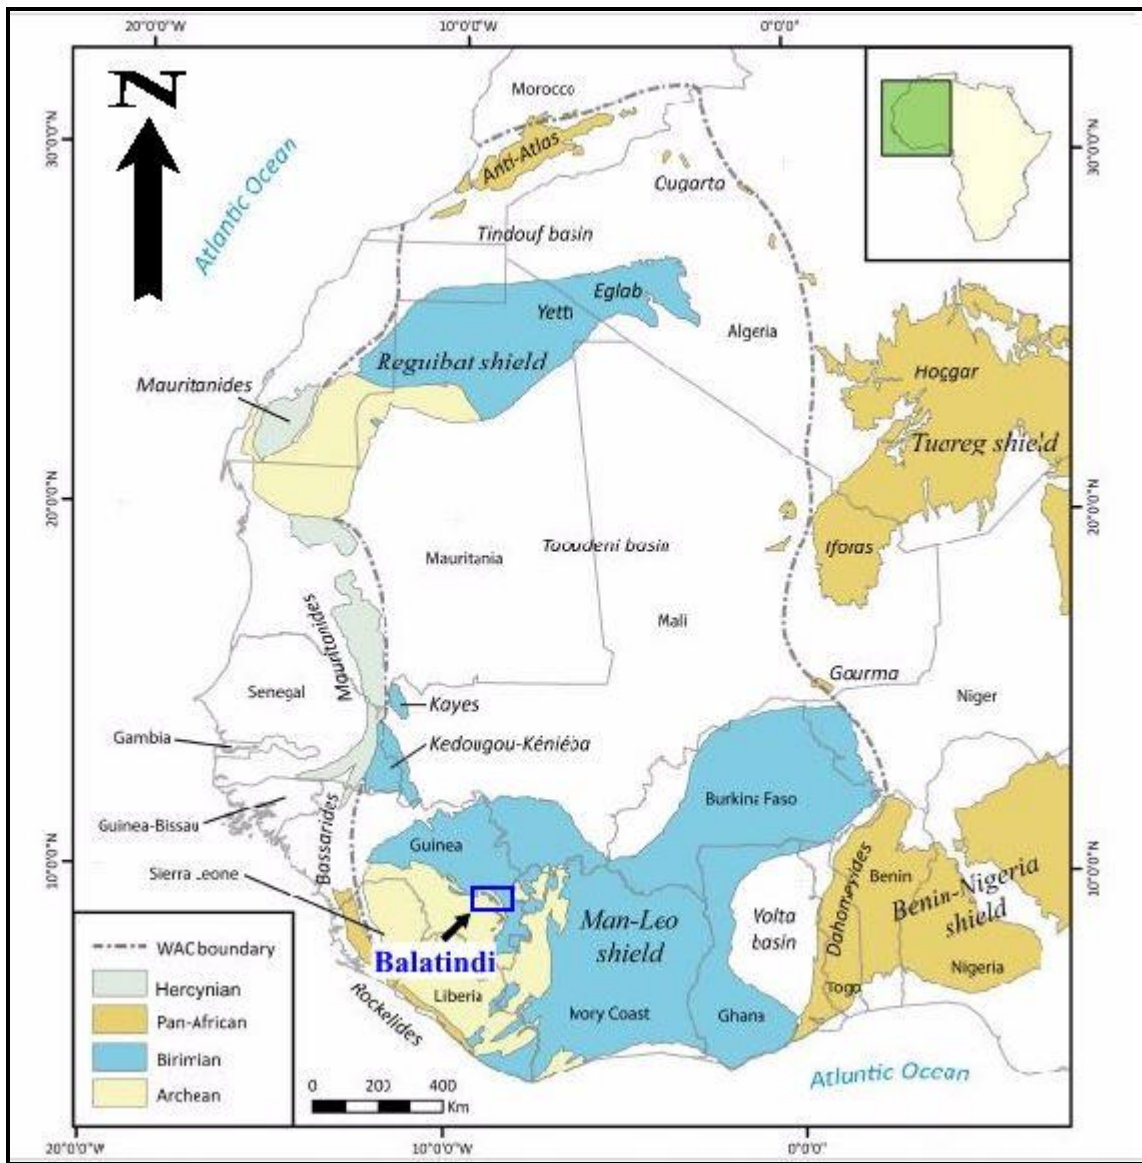 20°0'0"W
10°0'0"W
0°0'0"
N
Morocco
Anti-Atlas
Ougarta
Atlantic Ocean
30°0'0"N
30°0'0"N
Tindouf basin
Eglab
Yetti
Algeria
Reguibat shield
Mauritanides
Hoggar
Tuareg shield
20°0'0"N
20°0'0"N
Iforas
Mauritania
Taoudeni basin
Mali
Mauritanides
Gourma
Senegal
Niger
Kayes
Gambia
Kedougou-Kéniéba
Burkina Faso
Guinea-Bissau
Bassarides
Guinea
10°0'0"N
10°0'0"N
Sierra Leone
Benin
Dahomeyides
Benin-Nigeria
shield
Man-Leo
shield
Volta
basin
Balatindi
Nigeria
Togo
Liberia
Rockelides
Ivory Coast
Ghana
Atluntic Ocean
WAC boundary
Hercynian
Pan-African
Birimian
Archean
0 200 400
Km
20°0'0"W
10°0'0"W
0°0'0"